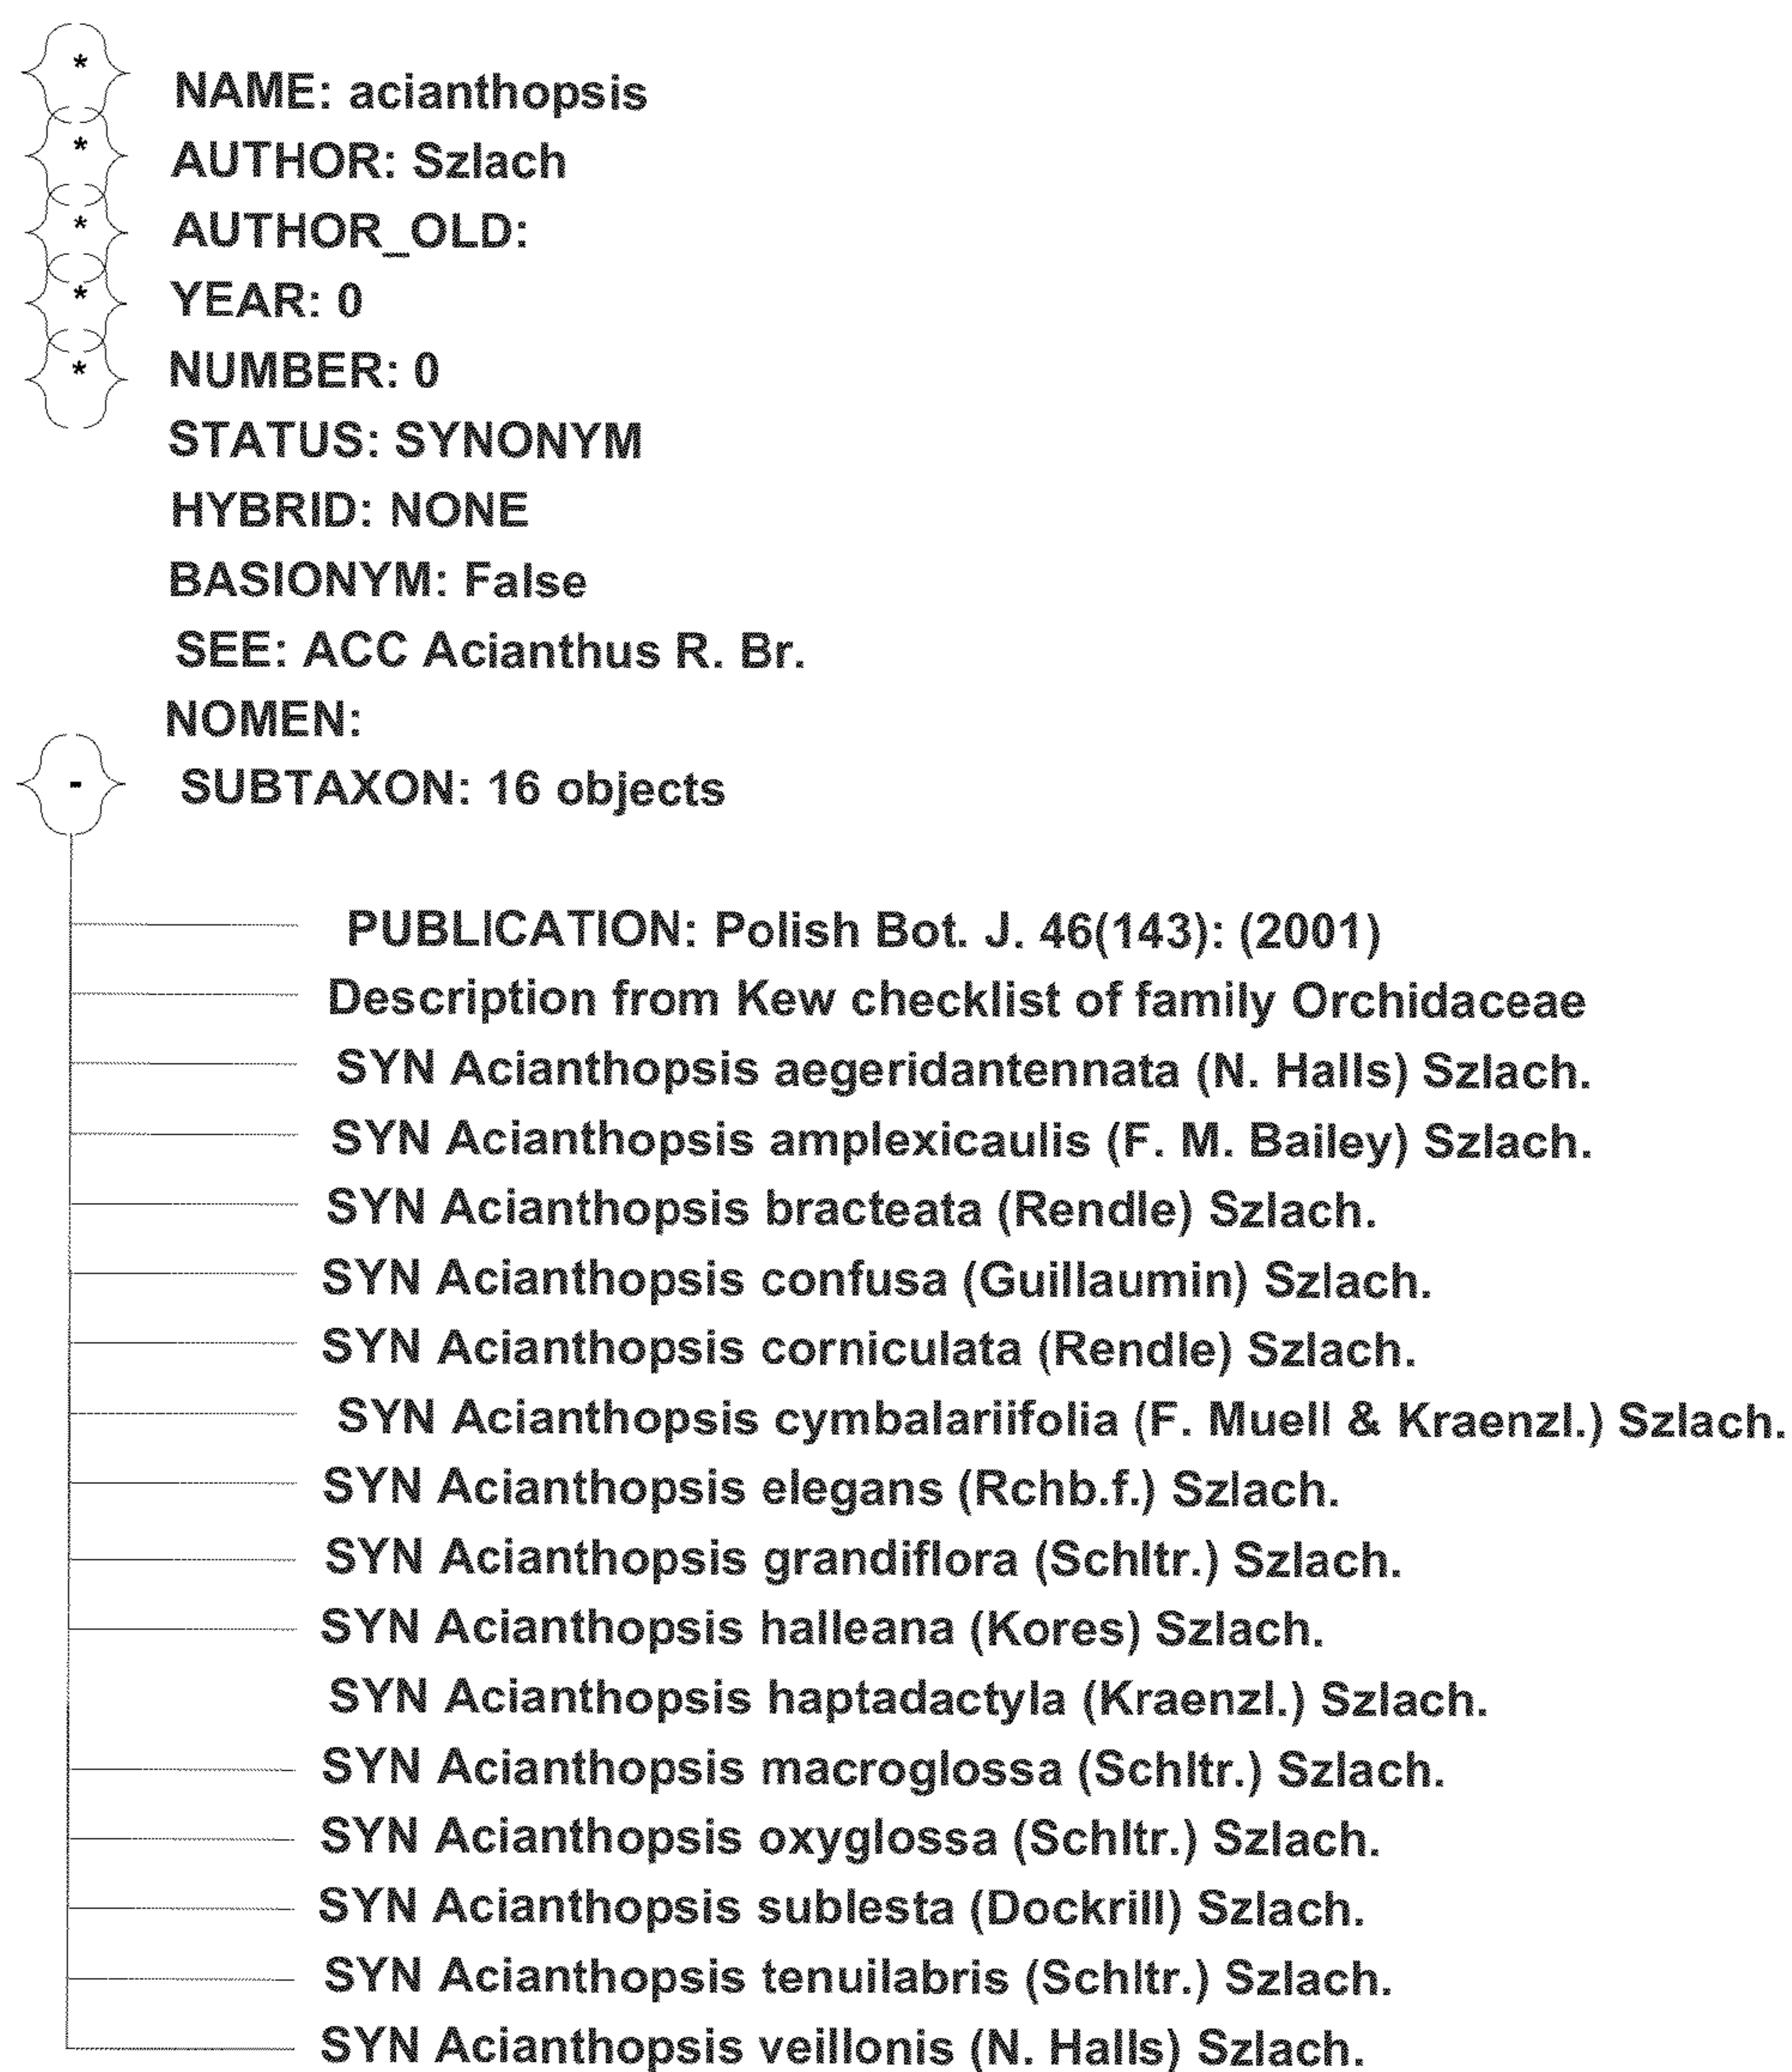 * NAME: acianthopsis
* AUTHOR: Szlach
* AUTHOR_OLD:
* YEAR: 0
* NUMBER: 0
STATUS: SYNONYM
HYBRID: NONE
BASIONYM: False
SEE: ACC Acianthus R. Br.
NOMEN:
- SUBTAXON: 16 objects
PUBLICATION: Polish Bot. J. 46(143): (2001)
Description from Kew checklist of family Orchidaceae
SYN Acianthopsis aegeridantennata (N. Halls) Szlach.
SYN Acianthopsis amplexicaulis (F. M. Bailey) Szlach.
SYN Acianthopsis bracteata (Rendle) Szlach.
SYN Acianthopsis confusa (Guillaumin) Szlach.
SYN Acianthopsis corniculata (Rendle) Szlach.
SYN Acianthopsis cymbalariifolia (F. Muell & Kraenzl.) Szlach.
SYN Acianthopsis elegans (Rchb.f.) Szlach.
SYN Acianthopsis grandiflora (Schltr.) Szlach.
SYN Acianthopsis halleana (Kores) Szlach.
SYN Acianthopsis haptadactyla (Kraenzl.) Szlach.
SYN Acianthopsis macroglossa (Schltr.) Szlach.
SYN Acianthopsis oxyglossa (Schltr.) Szlach.
SYN Acianthopsis sublesta (Dockrill) Szlach.
SYN Acianthopsis tenuilabris (Schltr.) Szlach.
SYN Acianthopsis veillonis (N. Halls) Szlach.